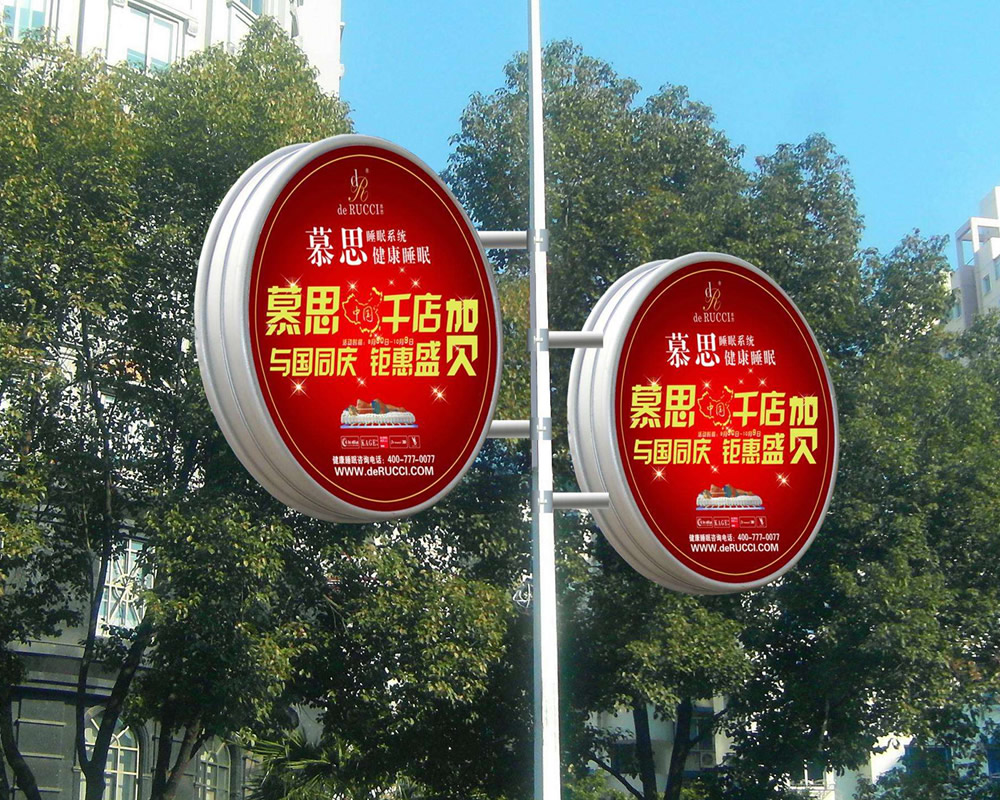 dR
de RUCCI
慕思
睡眠系统
健康睡眠
慕思 中国 千店加
与国同庆 钜惠盛贝
健康睡眠咨询电话：400-777-0077
WWW.deRUCCI.COM
dR
de RUCCI
慕思
睡眠系统
健康睡眠
慕思 中国 千店加
与国同庆 钜惠盛贝
健康睡眠咨询电话：400-777-0077
WWW.deRUCCI.COM